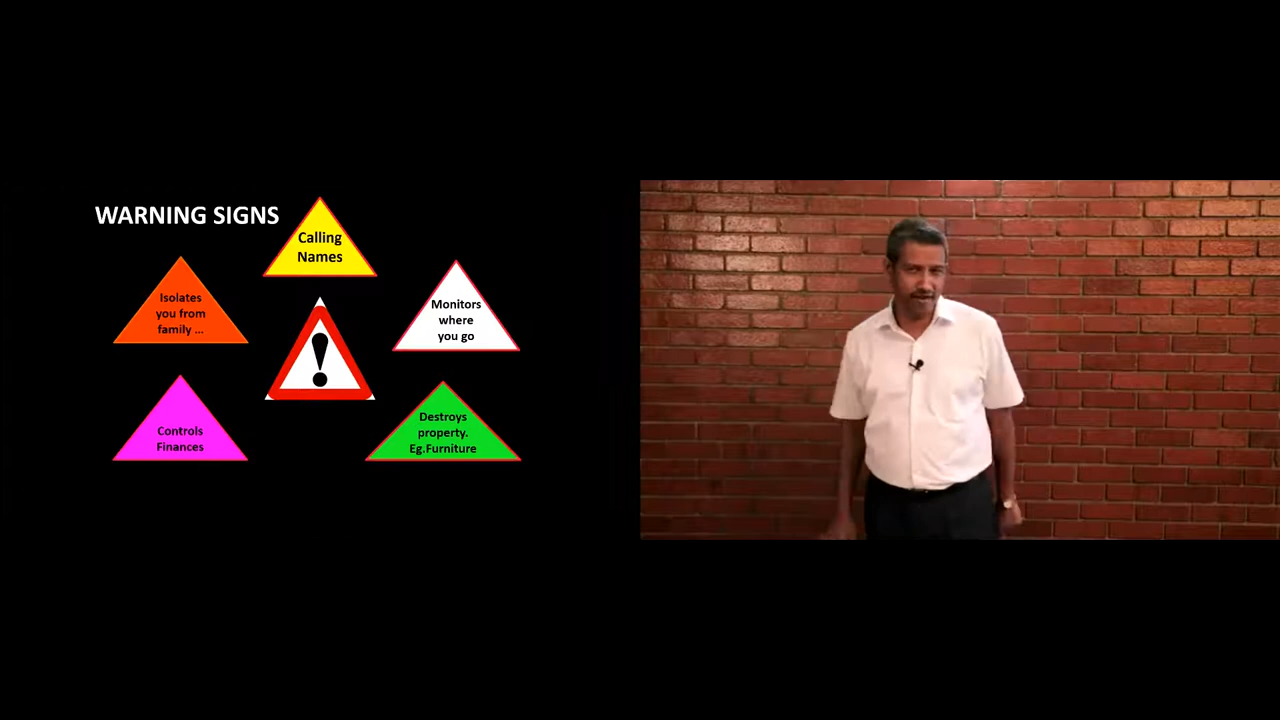 WARNING SIGNS
Calling
Names
Isolates
you from
family ...
Monitors
where
you go
Controls
Finances
Destroys
property.
Eg.Furniture